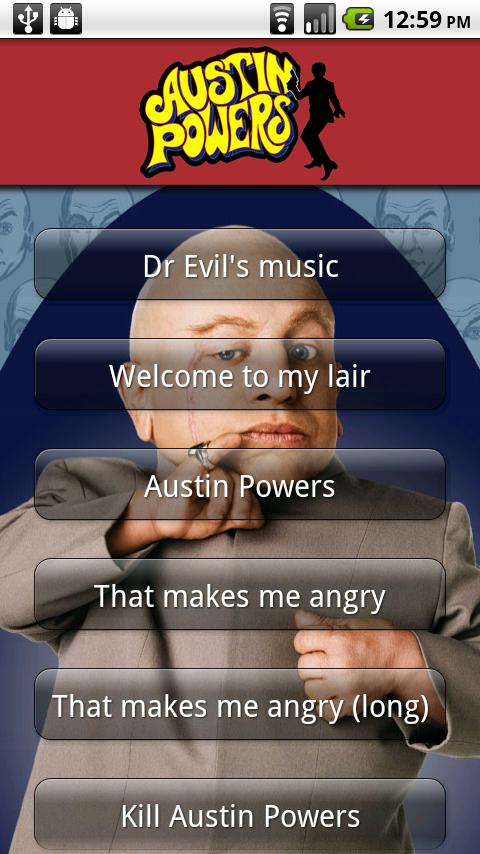 12:59 PM
AUSTIN
POWERS
Dr Evil's music
Welcome to my lair
Austin Powers
That makes me angry
That makes me angry (long)
Kill Austin Powers